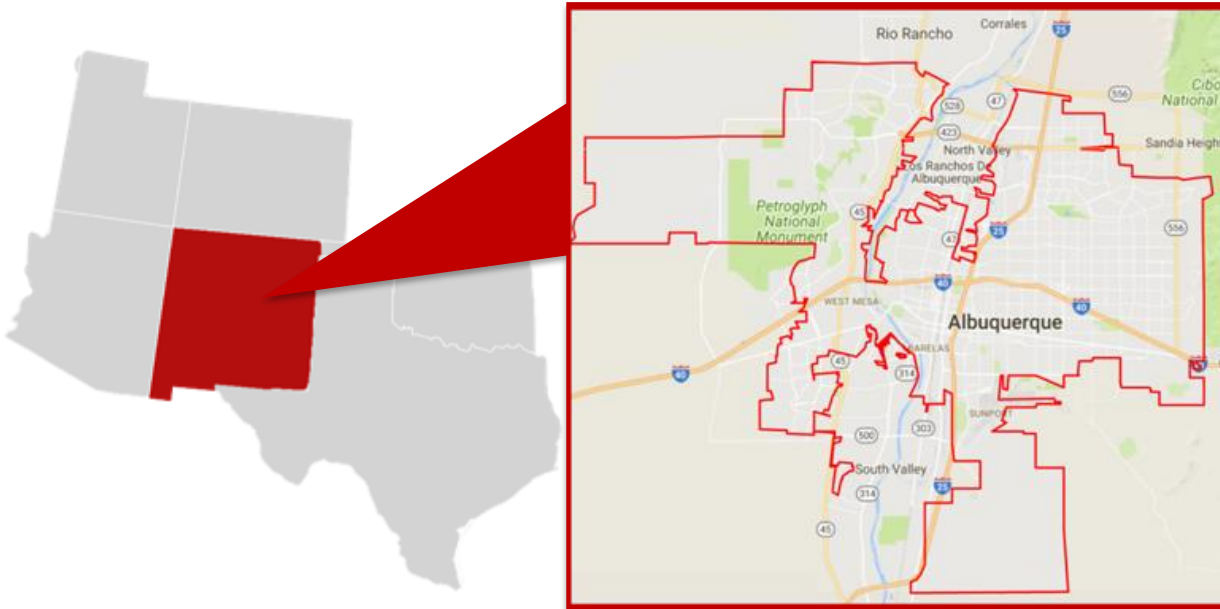 Corrales
Rio Rancho
25
Cibo
National
556
528
47
423
North Valley
Sandia Heigh
Los Ranchos De
Albuquerque
Petroglyph
National
Monument
45
47
25
556
40
WEST MESA
40
Albuquerque
BARELAS
45
314
40
40
SUNPORT
500
303
South Valley
25
314
45